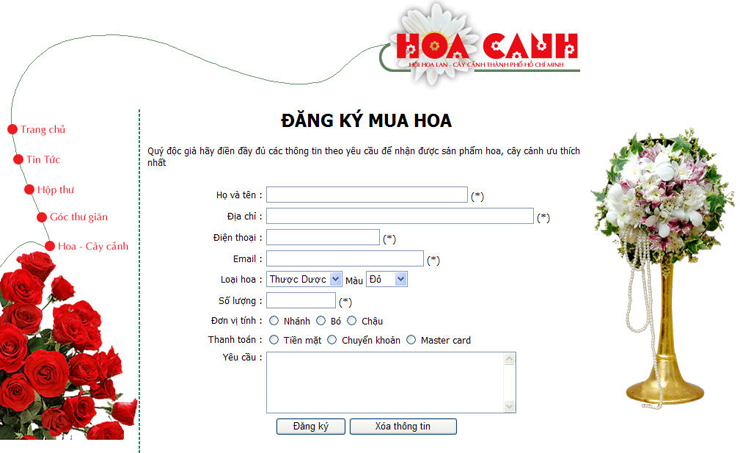 HOA CANH
HỘI HOA LAN - CÂY CẢNH THÀNH PHỐ HỒ CHÍ MINH
Trang chủ
Tin Tức
Hộp thư
Góc thư giãn
Hoa - Cây cảnh
ĐĂNG KÝ MUA HOA
Quý độc giả hãy điền đầy đủ các thông tin theo yêu cầu để nhận được sản phẩm hoa, cây cảnh ưu thích
nhất
Họ và tên : (*)
Địa chỉ : (*)
Điện thoại : (*)
Email : (*)
Loại hoa : Thược Dược Màu Đỏ
Số lượng : (*)
Đơn vị tính : Nhánh Bó Chậu
Thanh toán : Tiền mặt Chuyển khoản Master card
Yêu cầu :
Đăng ký Xóa thông tin